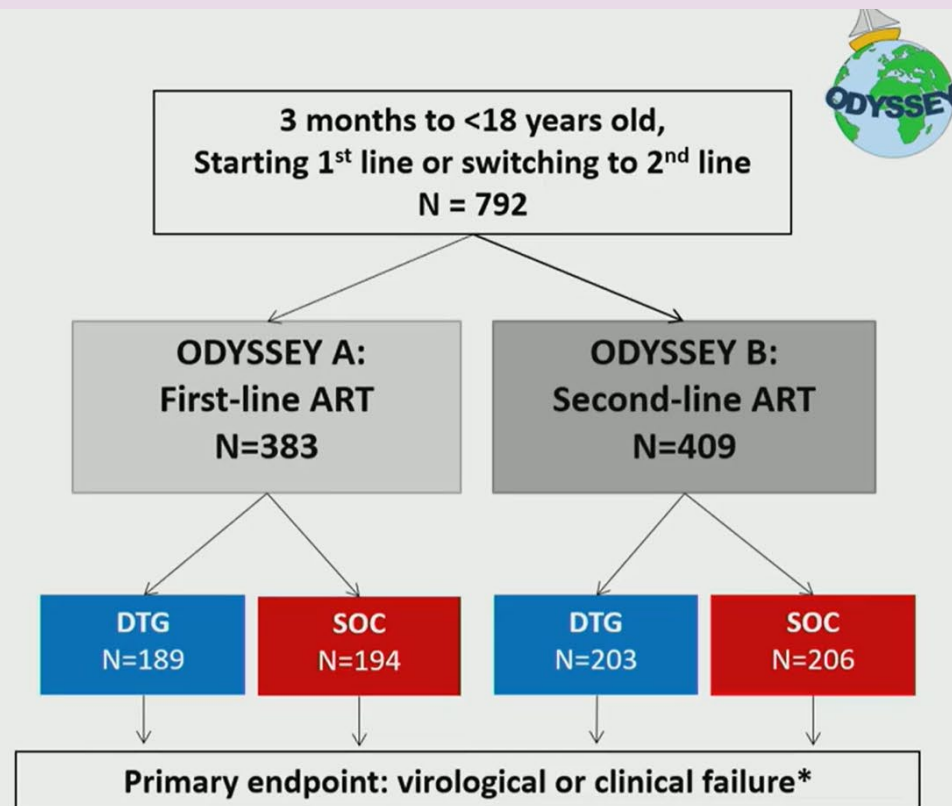 ODYSSEY
3 months to <18 years old,
Starting 1st line or switching to 2nd line
N = 792
ODYSSEY A:
First-line ART
N=383
ODYSSEY B:
Second-line ART
N=409
DTG
N=189
SOC
N=194
DTG
N=203
SOC
N=206
Primary endpoint: virological or clinical failure*